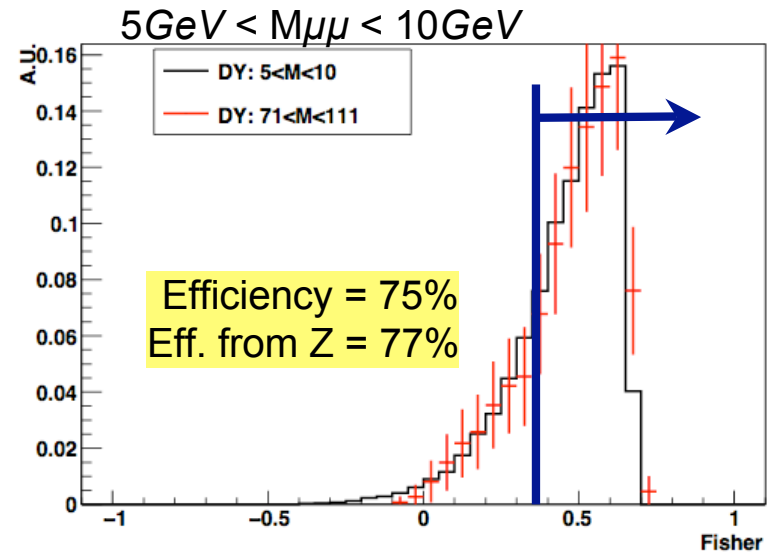 5GeV < Mμμ < 10GeV
A.U.
0.16
0.14
0.12
0.1
0.08
0.06
0.04
0.02
0
DY: 5<M<10
DY: 71<M<111
Efficiency = 75%
Eff. from Z = 77%
−1
−0.5
0
0.5
1
Fisher